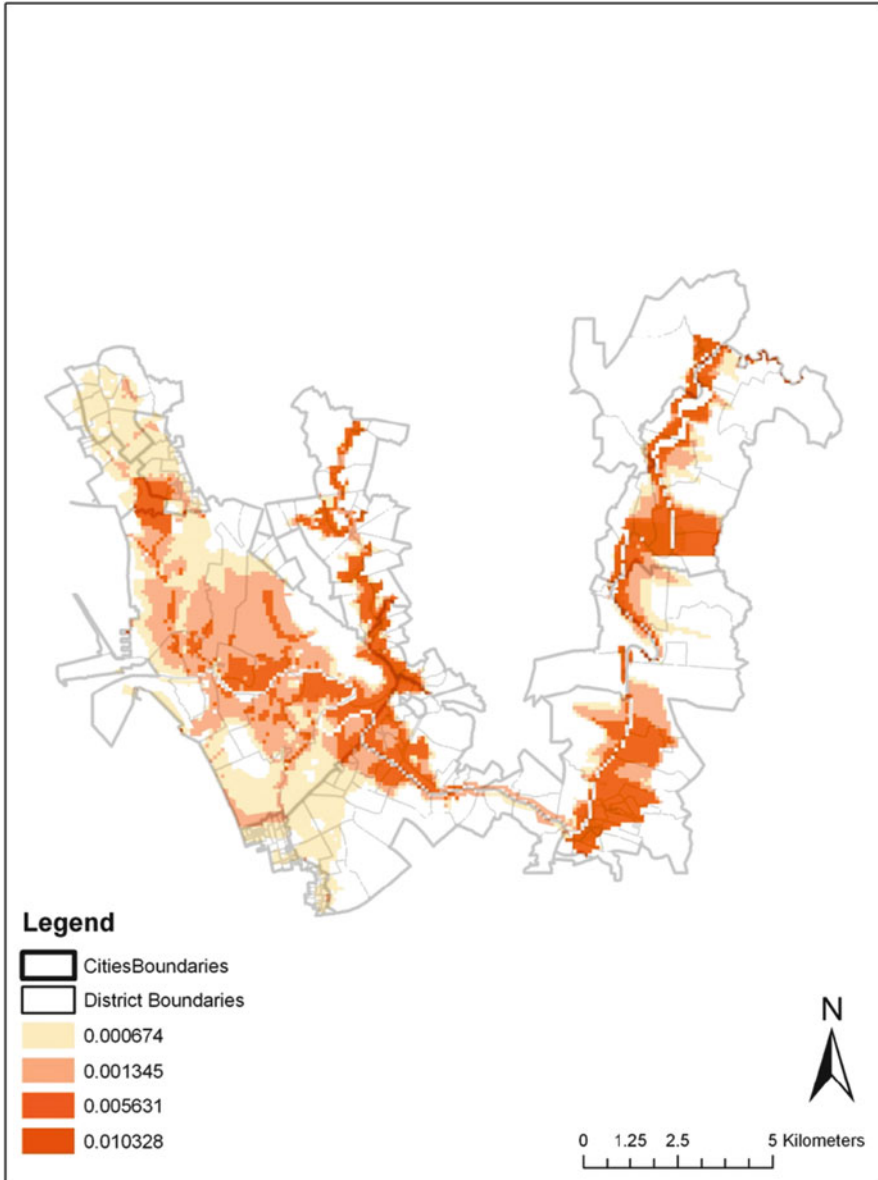 Legend
CitiesBoundaries
District Boundaries
0.000674
0.001345
0.005631
0.010328
N
0 1.25 2.5 5 Kilometers